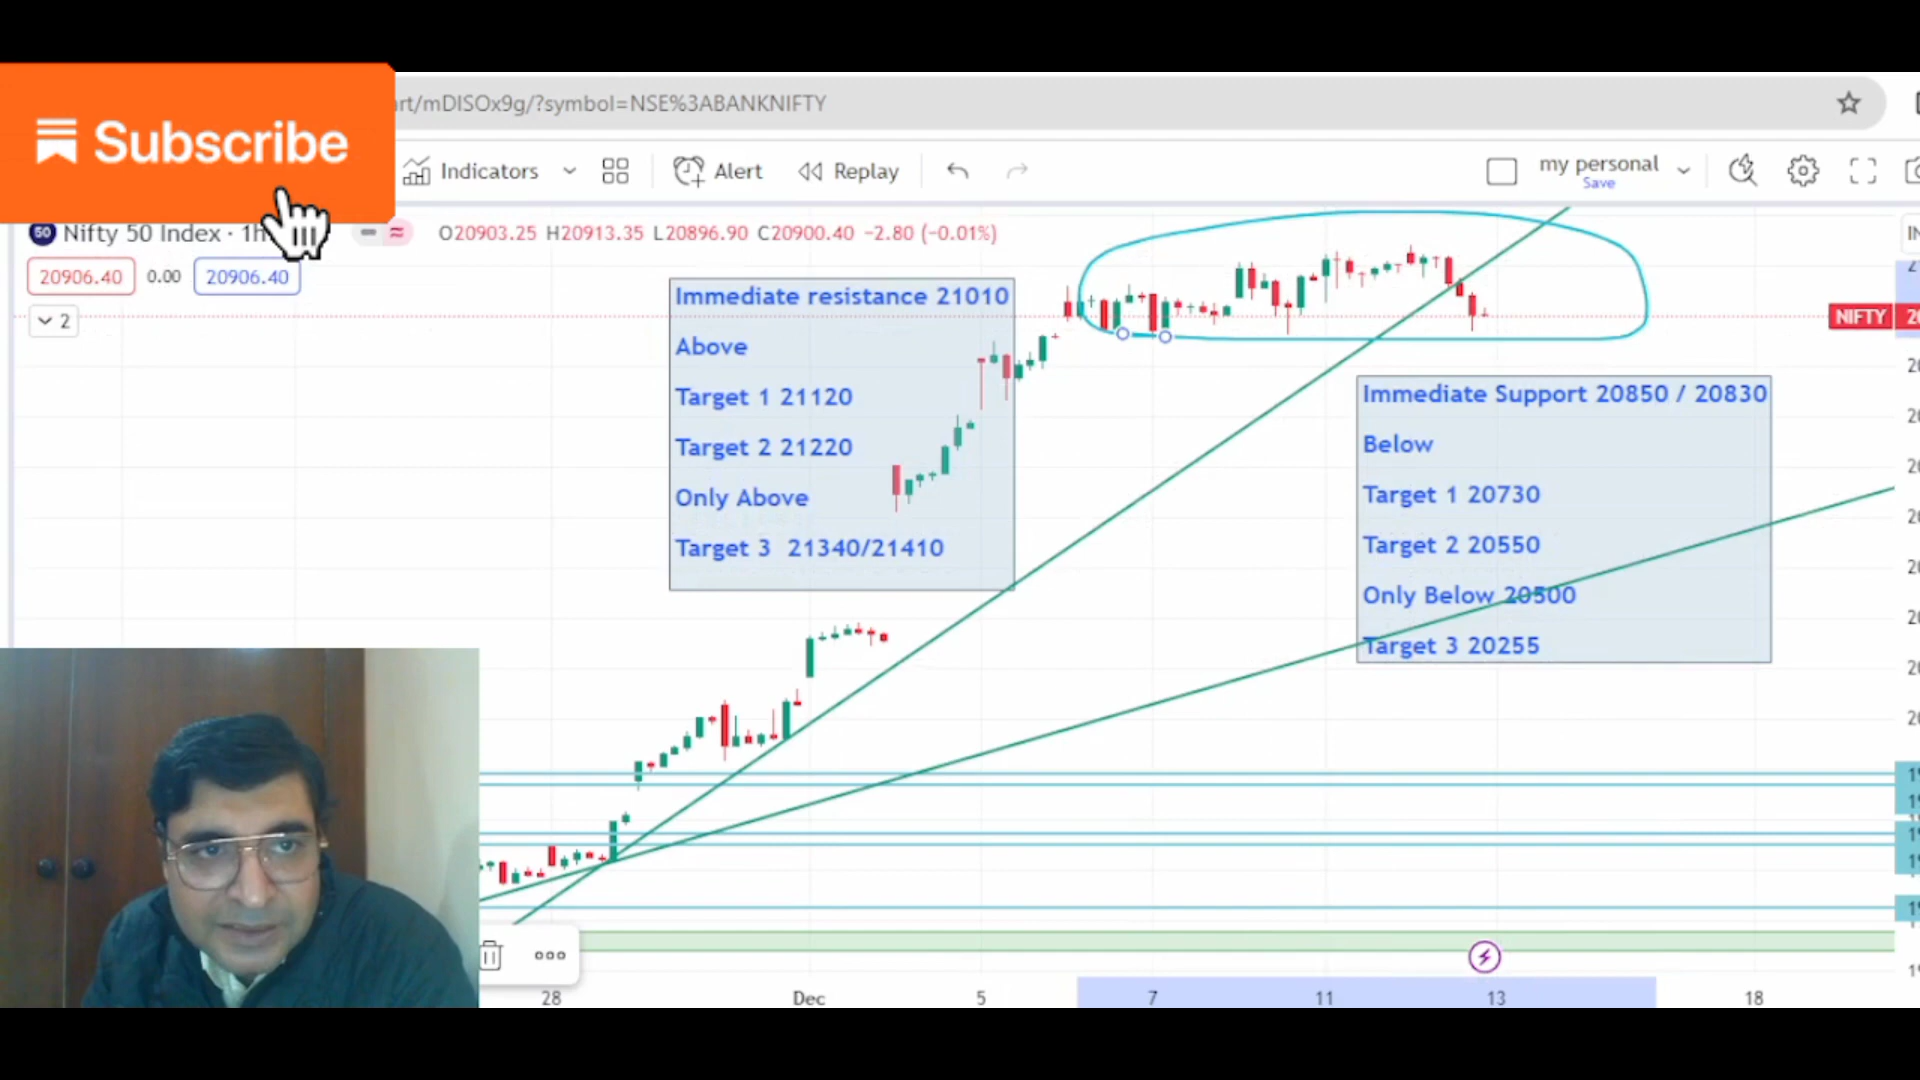 art/mDISOx9g/?symbol=NSE%3ABANKNIFTY
Subscribe
Indicators
Alert
Replay
my personal
Save
50
Nifty 50 Index · 1h
O20903.25 H20913.35 L20896.90 C20900.40 −2.80 (−0.01%)
20906.40
0.00
20906.40
2
Immediate resistance 21010
Above
Target 1 21120
Target 2 21220
Only Above
Target 3 21340/21410
NIFTY
Immediate Support 20850 / 20830
Below
Target 1 20730
Target 2 20550
Only Below 20500
Target 3 20255
28
Dec
5
7
11
13
18